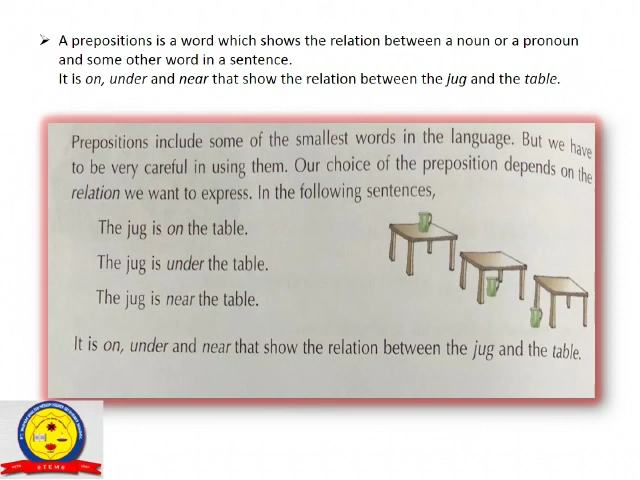 A prepositions is a word which shows the relation between a noun or a pronoun
and some other word in a sentence.
It is on, under and near that show the relation between the jug and the table.
Prepositions include some of the smallest words in the language. But we have
to be very careful in using them. Our choice of the preposition depends on the
relation we want to express. In the following sentences,
The jug is on the table.
The jug is under the table.
The jug is near the table.
It is on, under and near that show the relation between the jug and the table.
STEMS